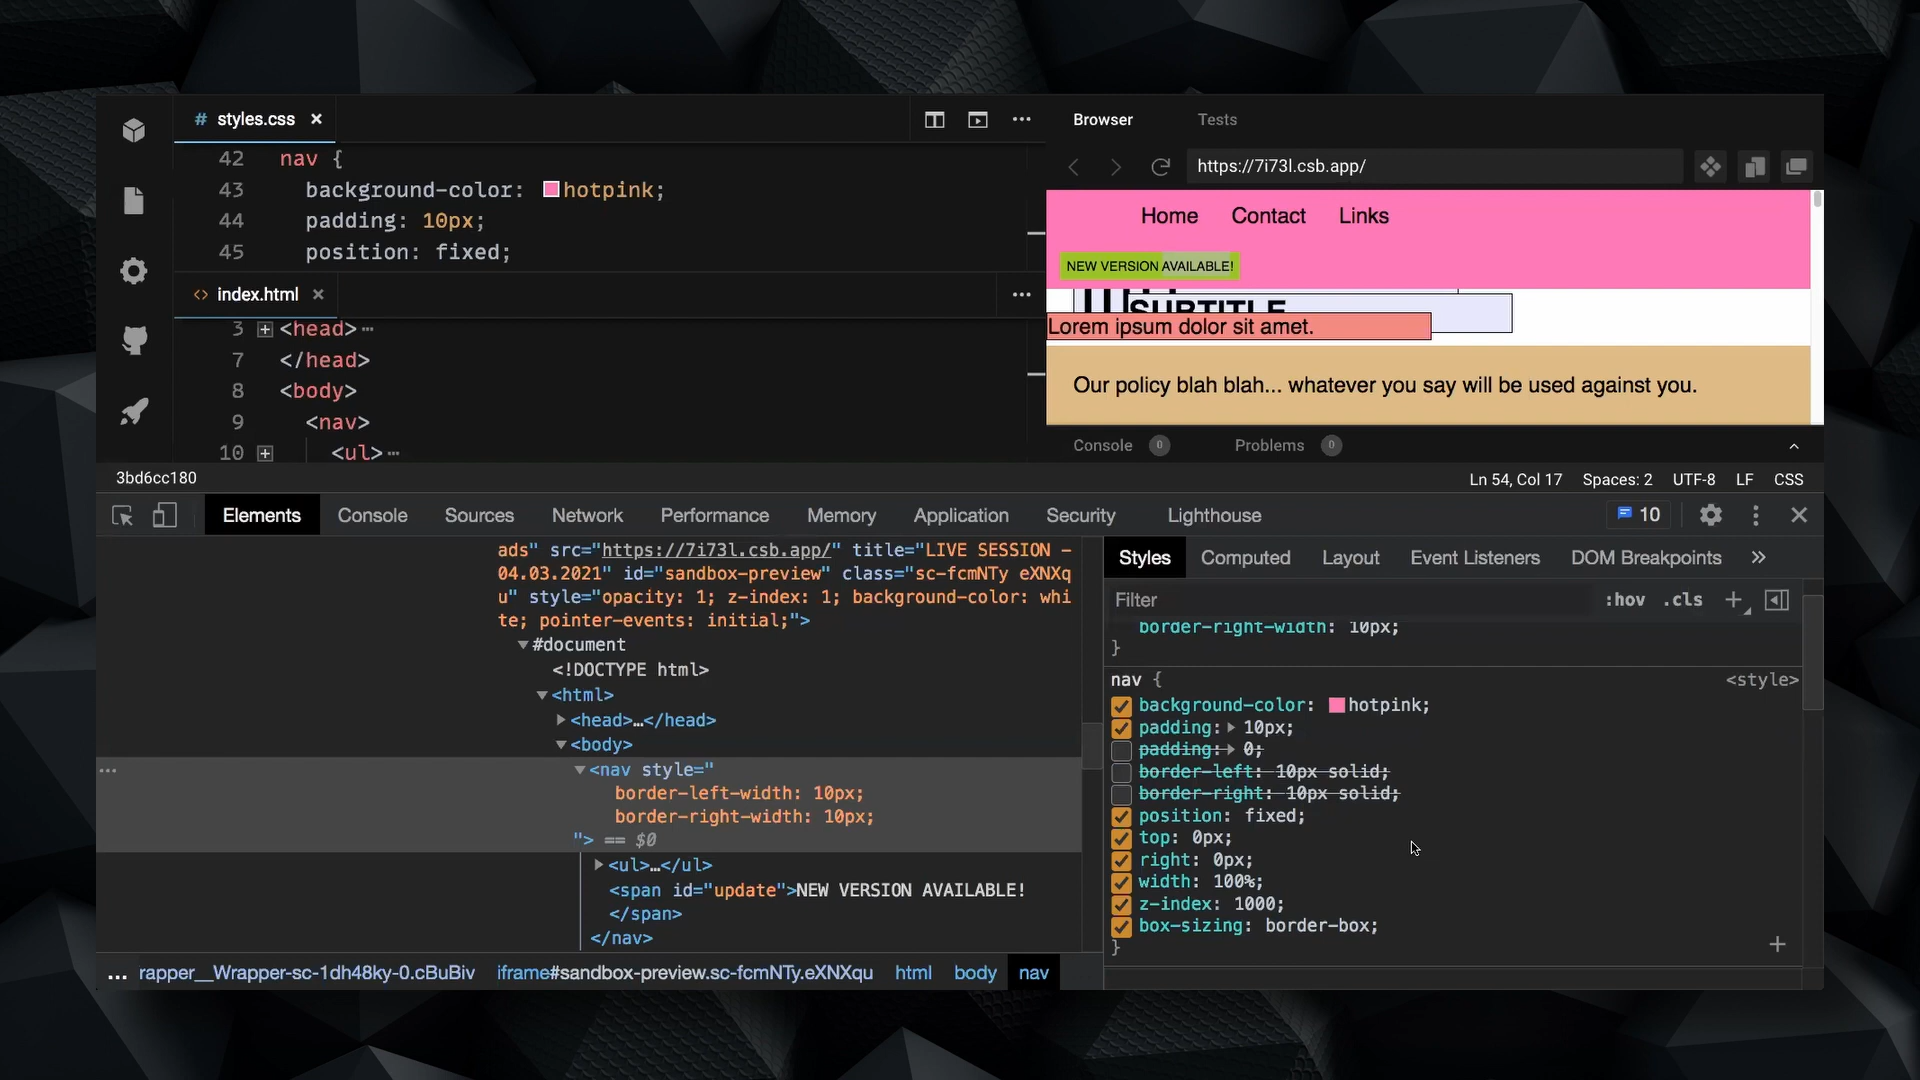 # styles.css ×
42 nav {
43 background-color: hotpink;
44 padding: 10px;
45 position: fixed;
<> index.html ×
3 <head> ⋯
7 </head>
8 <body>
9 <nav>
10 <ul> ⋯
Browser Tests
https://7i73l.csb.app/
Home Contact Links
NEW VERSION AVAILABLE!
SUBTITLE
Lorem ipsum dolor sit amet.
Our policy blah blah... whatever you say will be used against you.
Console 0 Problems 0
3bd6cc180 Ln 54, Col 17 Spaces: 2 UTF-8 LF CSS
Elements Console Sources Network Performance Memory Application Security Lighthouse 10
ads" src="https://7i73l.csb.app/" title="LIVE SESSION –
04.03.2021" id="sandbox-preview" class="sc-fcmNTy eXNXq
u" style="opacity: 1; z-index: 1; background-color: whi
te; pointer-events: initial;">
#document
<!DOCTYPE html>
<html>
<head>…</head>
<body>
<nav style="
border-left-width: 10px;
border-right-width: 10px;
"> == $0
<ul>…</ul>
<span id="update">NEW VERSION AVAILABLE!
</span>
</nav>
... rapper__Wrapper-sc-1dh48ky-0.cBuBiv iframe#sandbox-preview.sc-fcmNTy.eXNXqu html body nav
Styles Computed Layout Event Listeners DOM Breakpoints »
Filter :hov .cls +
border-right-width: 10px;
}
nav { <style>
background-color: hotpink;
padding: 10px;
padding: 0;
border-left: 10px solid;
border-right: 10px solid;
position: fixed;
top: 0px;
right: 0px;
width: 100%;
z-index: 1000;
box-sizing: border-box;
}